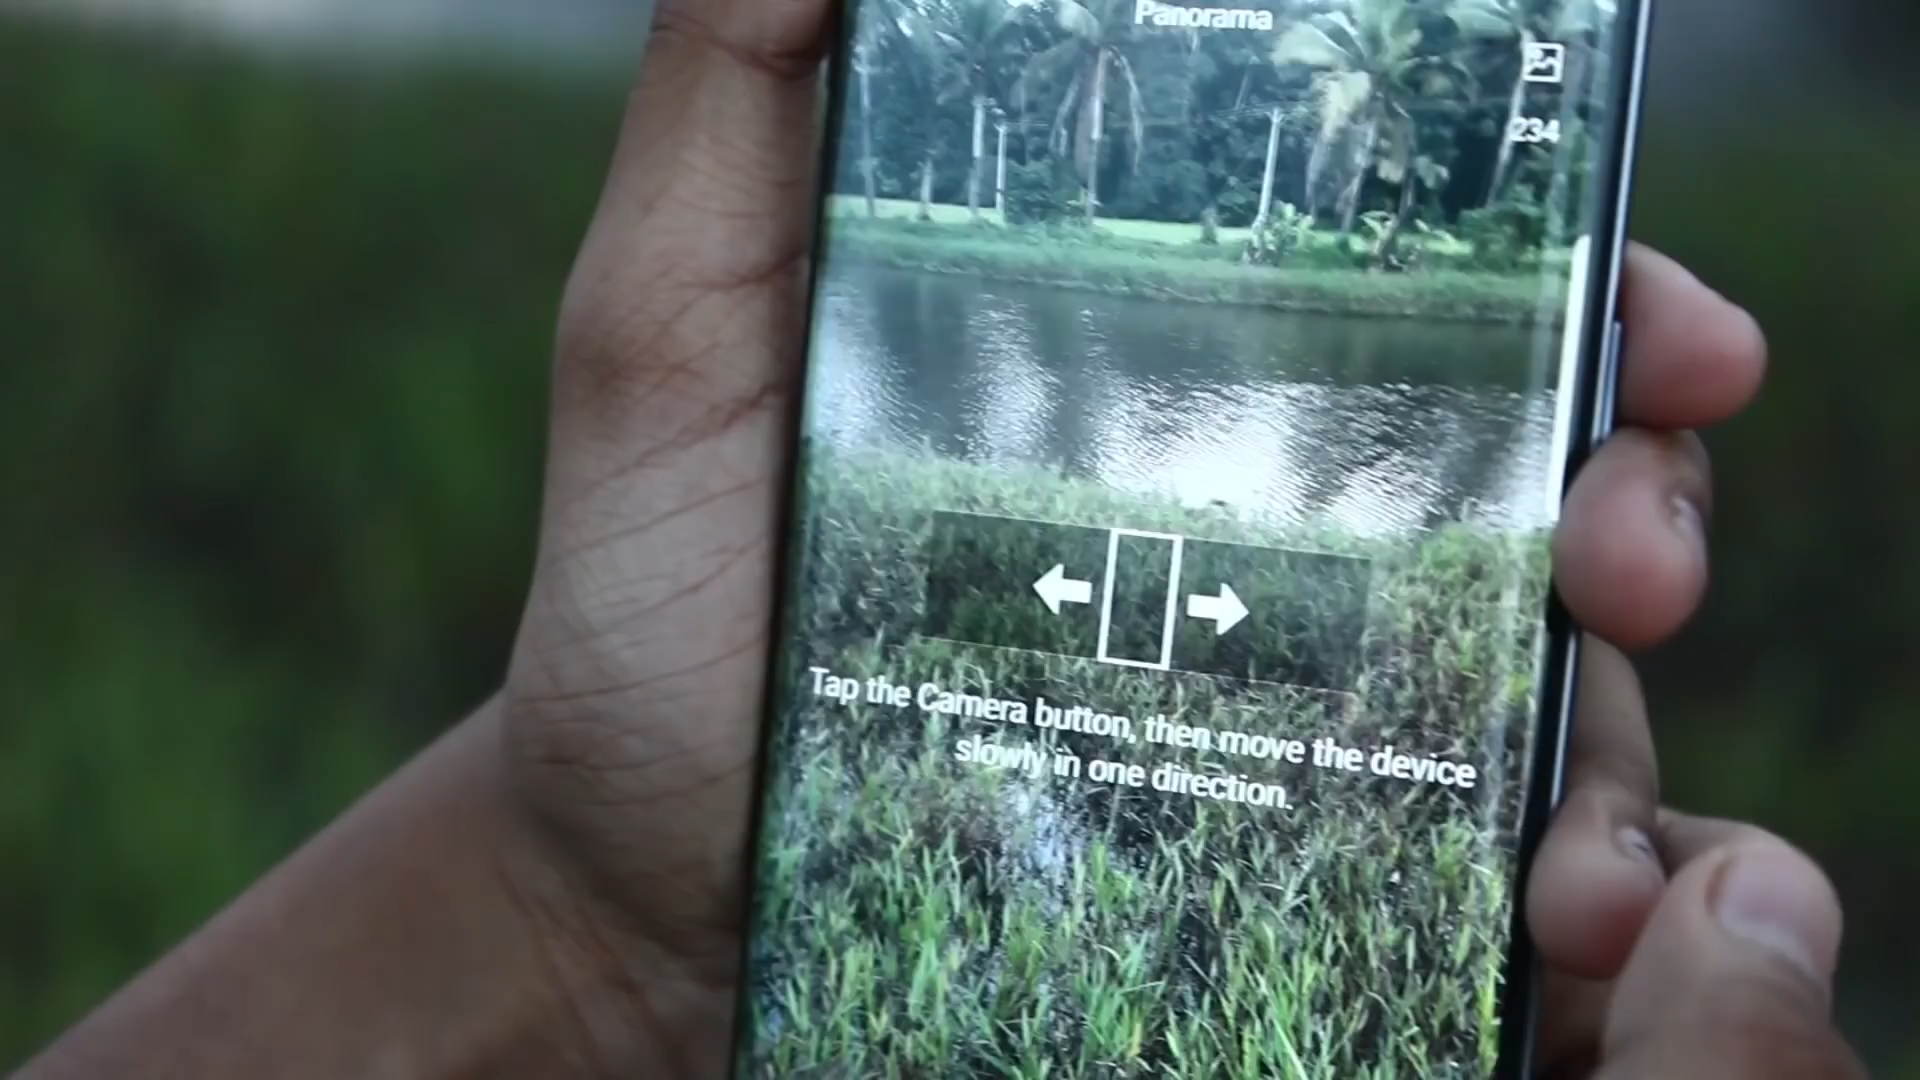 Panorama
234
Tap the Camera button, then move the device
slowly in one direction.